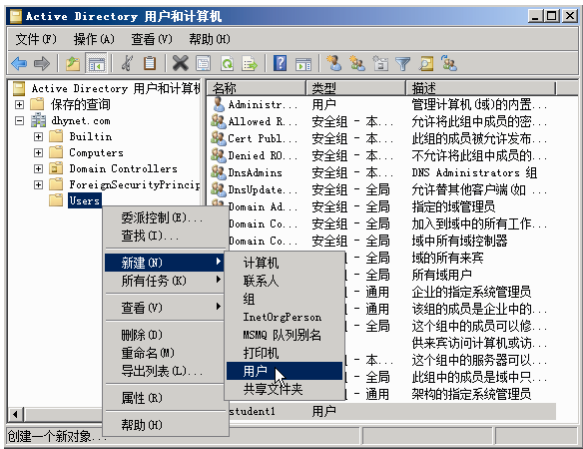 Active Directory 用户和计算机
文件(F) 操作(A) 查看(V) 帮助(H)
Active Directory 用户和计算机
保存的查询
dhynet.com
Builtin
Computers
Domain Controllers
ForeignSecurityPrincip
Users
名称 类型 描述
Administr... 用户 管理计算机(域)的内置...
Allowed R... 安全组 - 本... 允许将此组中成员的密...
Cert Publ... 安全组 - 本... 此组的成员被允许发布...
Denied RO... 安全组 - 本... 不允许将此组中成员的...
DnsAdmins 安全组 - 本... DNS Administrators 组
DnsUpdate... 安全组 - 全局 允许替其他客户端(如 ...
Domain Ad... 安全组 - 全局 指定的域管理员
Domain Co... 安全组 - 全局 加入到域中的所有工作...
Domain Co... 安全组 - 全局 域中所有域控制器
- 全局 域的所有来宾
- 全局 所有域用户
- 通用 企业的指定系统管理员
- 通用 该组的成员是企业中的...
- 全局 这个组中的成员可以修...
供来宾访问计算机或访...
- 本... 这个组中的服务器可以...
- 全局 此组中的成员是域中只...
- 通用 架构的指定系统管理员
student1 用户
委派控制(E)...
查找(I)...
新建(N)
所有任务(K)
查看(V)
删除(D)
重命名(M)
导出列表(L)...
属性(R)
帮助(H)
计算机
联系人
组
InetOrgPerson
MSMQ 队列别名
打印机
用户
共享文件夹
创建一个新对象...